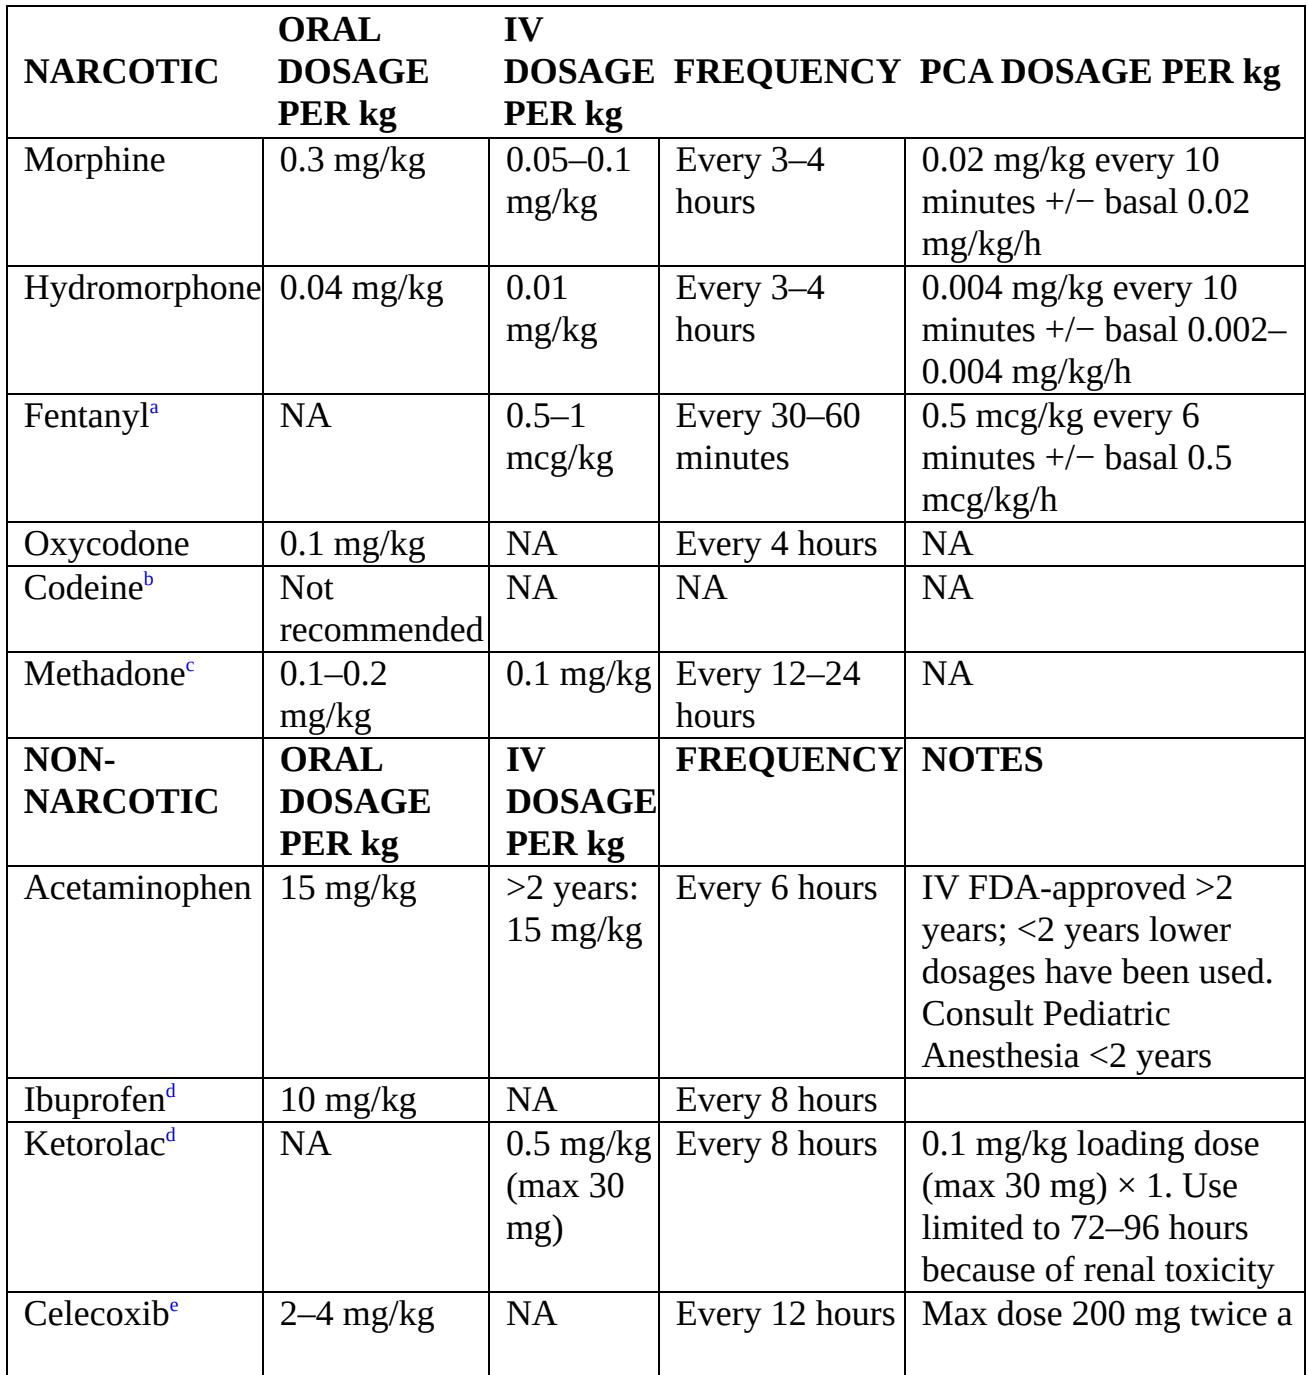 NARCOTIC
ORAL
DOSAGE
PER kg
IV
DOSAGE
PER kg
FREQUENCY
PCA DOSAGE PER kg
Morphine
0.3 mg/kg
0.05–0.1
mg/kg
Every 3–4
hours
0.02 mg/kg every 10
minutes +/− basal 0.02
mg/kg/h
Hydromorphone
0.04 mg/kg
0.01
mg/kg
Every 3–4
hours
0.004 mg/kg every 10
minutes +/− basal 0.002–
0.004 mg/kg/h
Fentanyla
NA
0.5–1
mcg/kg
Every 30–60
minutes
0.5 mcg/kg every 6
minutes +/− basal 0.5
mcg/kg/h
Oxycodone
0.1 mg/kg
NA
Every 4 hours
NA
Codeineb
Not
recommended
NA
NA
NA
Methadonec
0.1–0.2
mg/kg
0.1 mg/kg
Every 12–24
hours
NA
NON-
NARCOTIC
ORAL
DOSAGE
PER kg
IV
DOSAGE
PER kg
FREQUENCY
NOTES
Acetaminophen
15 mg/kg
>2 years:
15 mg/kg
Every 6 hours
IV FDA-approved >2
years; <2 years lower
dosages have been used.
Consult Pediatric
Anesthesia <2 years
Ibuprofend
10 mg/kg
NA
Every 8 hours
Ketorolacd
NA
0.5 mg/kg
(max 30
mg)
Every 8 hours
0.1 mg/kg loading dose
(max 30 mg) × 1. Use
limited to 72–96 hours
because of renal toxicity
Celecoxibe
2–4 mg/kg
NA
Every 12 hours
Max dose 200 mg twice a